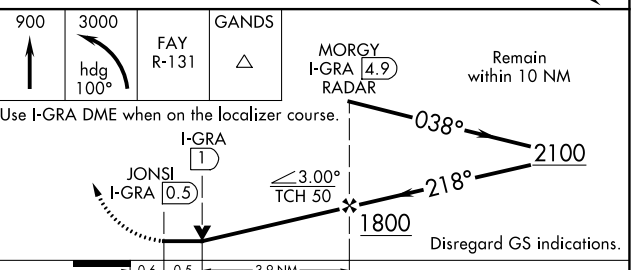 900
3000
hdg
100°
FAY
R-131
GANDS
MORGY
I-GRA 4.9
RADAR
Remain
within 10 NM
Use I-GRA DME when on the localizer course.
I-GRA
1
JONSI
I-GRA 0.5
038°
2100
3.00°
TCH 50
218°
1800
Disregard GS indications.
0.6
0.5
3.9 NM